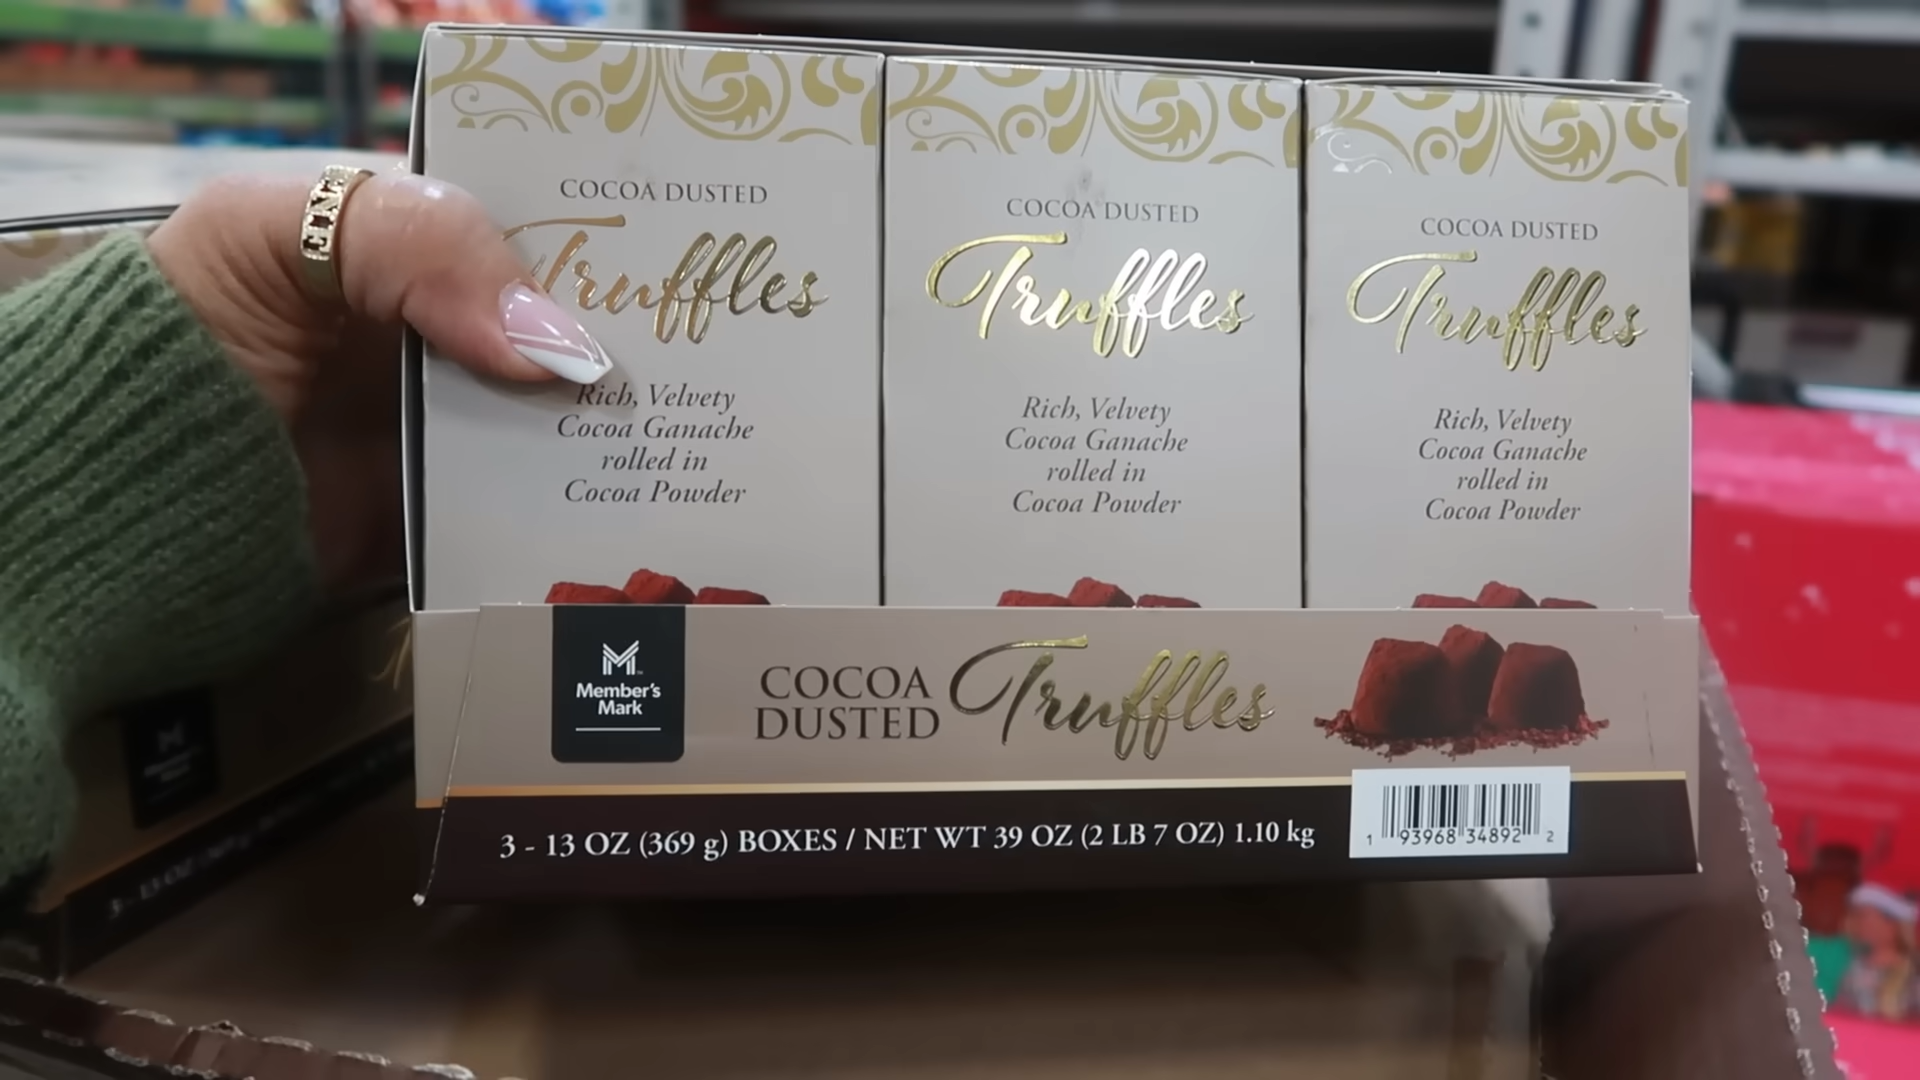 COCOA DUSTED
Truffles
Rich, Velvety
Cocoa Ganache
rolled in
Cocoa Powder
COCOA DUSTED
Truffles
Rich, Velvety
Cocoa Ganache
rolled in
Cocoa Powder
COCOA DUSTED
Truffles
Rich, Velvety
Cocoa Ganache
rolled in
Cocoa Powder
M
Member's
Mark
COCOA
DUSTED
Truffles
3 - 13 OZ (369 g) BOXES / NET WT 39 OZ (2 LB 7 OZ) 1.10 kg
1 93968 34892 2